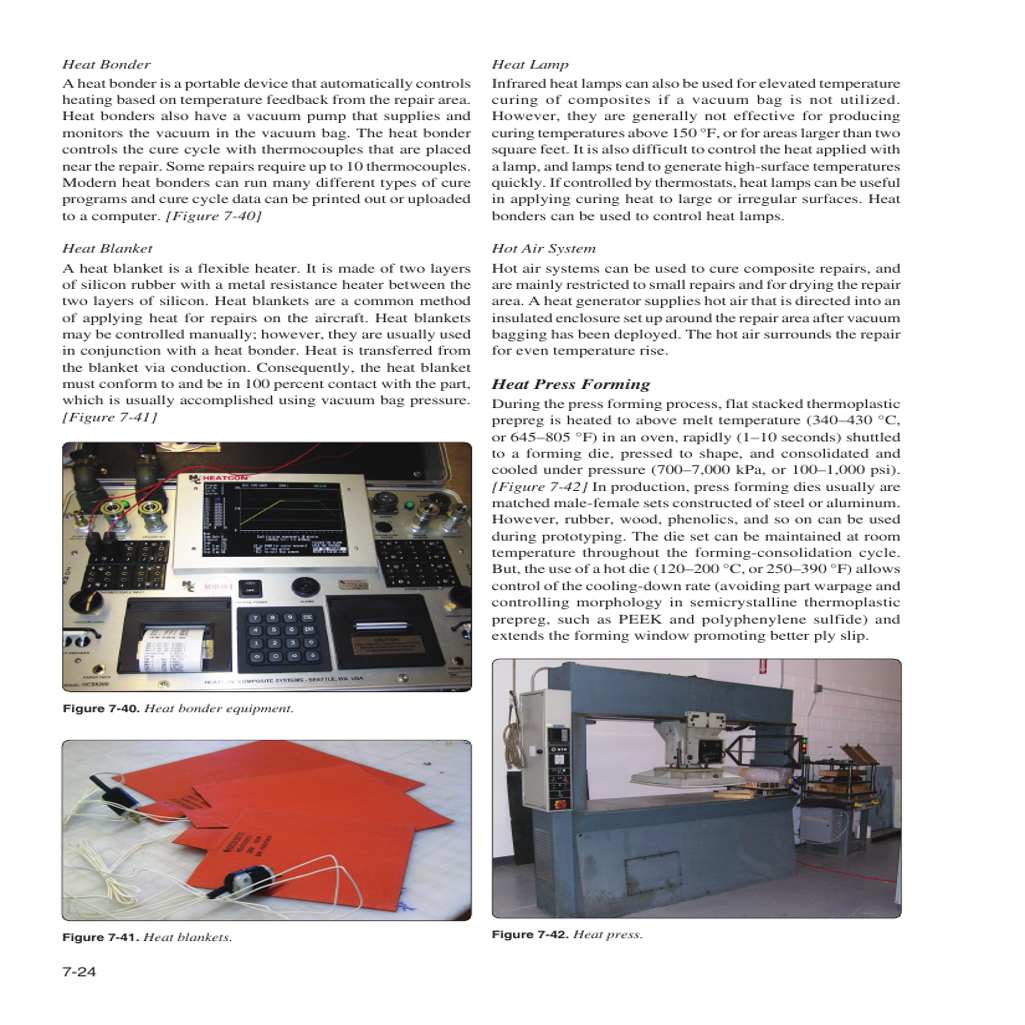 Heat Bonder
A heat bonder is a portable device that automatically controls
heating based on temperature feedback from the repair area.
Heat bonders also have a vacuum pump that supplies and
monitors the vacuum in the vacuum bag. The heat bonder
controls the cure cycle with thermocouples that are placed
near the repair. Some repairs require up to 10 thermocouples.
Modern heat bonders can run many different types of cure
programs and cure cycle data can be printed out or uploaded
to a computer. [Figure 7-40]
Heat Blanket
A heat blanket is a flexible heater. It is made of two layers
of silicon rubber with a metal resistance heater between the
two layers of silicon. Heat blankets are a common method
of applying heat for repairs on the aircraft. Heat blankets
may be controlled manually; however, they are usually used
in conjunction with a heat bonder. Heat is transferred from
the blanket via conduction. Consequently, the heat blanket
must conform to and be in 100 percent contact with the part,
which is usually accomplished using vacuum bag pressure.
[Figure 7-41]
HEATCON
7 8 9
4 5 6
1 2 3
CAUTION
HEATCON COMPOSITE SYSTEMS - SEATTLE, WA. USA
Figure 7-40. Heat bonder equipment.
Figure 7-41. Heat blankets.
7-24
Heat Lamp
Infrared heat lamps can also be used for elevated temperature
curing of composites if a vacuum bag is not utilized.
However, they are generally not effective for producing
curing temperatures above 150 °F, or for areas larger than two
square feet. It is also difficult to control the heat applied with
a lamp, and lamps tend to generate high-surface temperatures
quickly. If controlled by thermostats, heat lamps can be useful
in applying curing heat to large or irregular surfaces. Heat
bonders can be used to control heat lamps.
Hot Air System
Hot air systems can be used to cure composite repairs, and
are mainly restricted to small repairs and for drying the repair
area. A heat generator supplies hot air that is directed into an
insulated enclosure set up around the repair area after vacuum
bagging has been deployed. The hot air surrounds the repair
for even temperature rise.
Heat Press Forming
During the press forming process, flat stacked thermoplastic
prepreg is heated to above melt temperature (340–430 °C,
or 645–805 °F) in an oven, rapidly (1–10 seconds) shuttled
to a forming die, pressed to shape, and consolidated and
cooled under pressure (700–7,000 kPa, or 100–1,000 psi).
[Figure 7-42] In production, press forming dies usually are
matched male-female sets constructed of steel or aluminum.
However, rubber, wood, phenolics, and so on can be used
during prototyping. The die set can be maintained at room
temperature throughout the forming-consolidation cycle.
But, the use of a hot die (120–200 °C, or 250–390 °F) allows
control of the cooling-down rate (avoiding part warpage and
controlling morphology in semicrystalline thermoplastic
prepreg, such as PEEK and polyphenylene sulfide) and
extends the forming window promoting better ply slip.
Figure 7-42. Heat press.